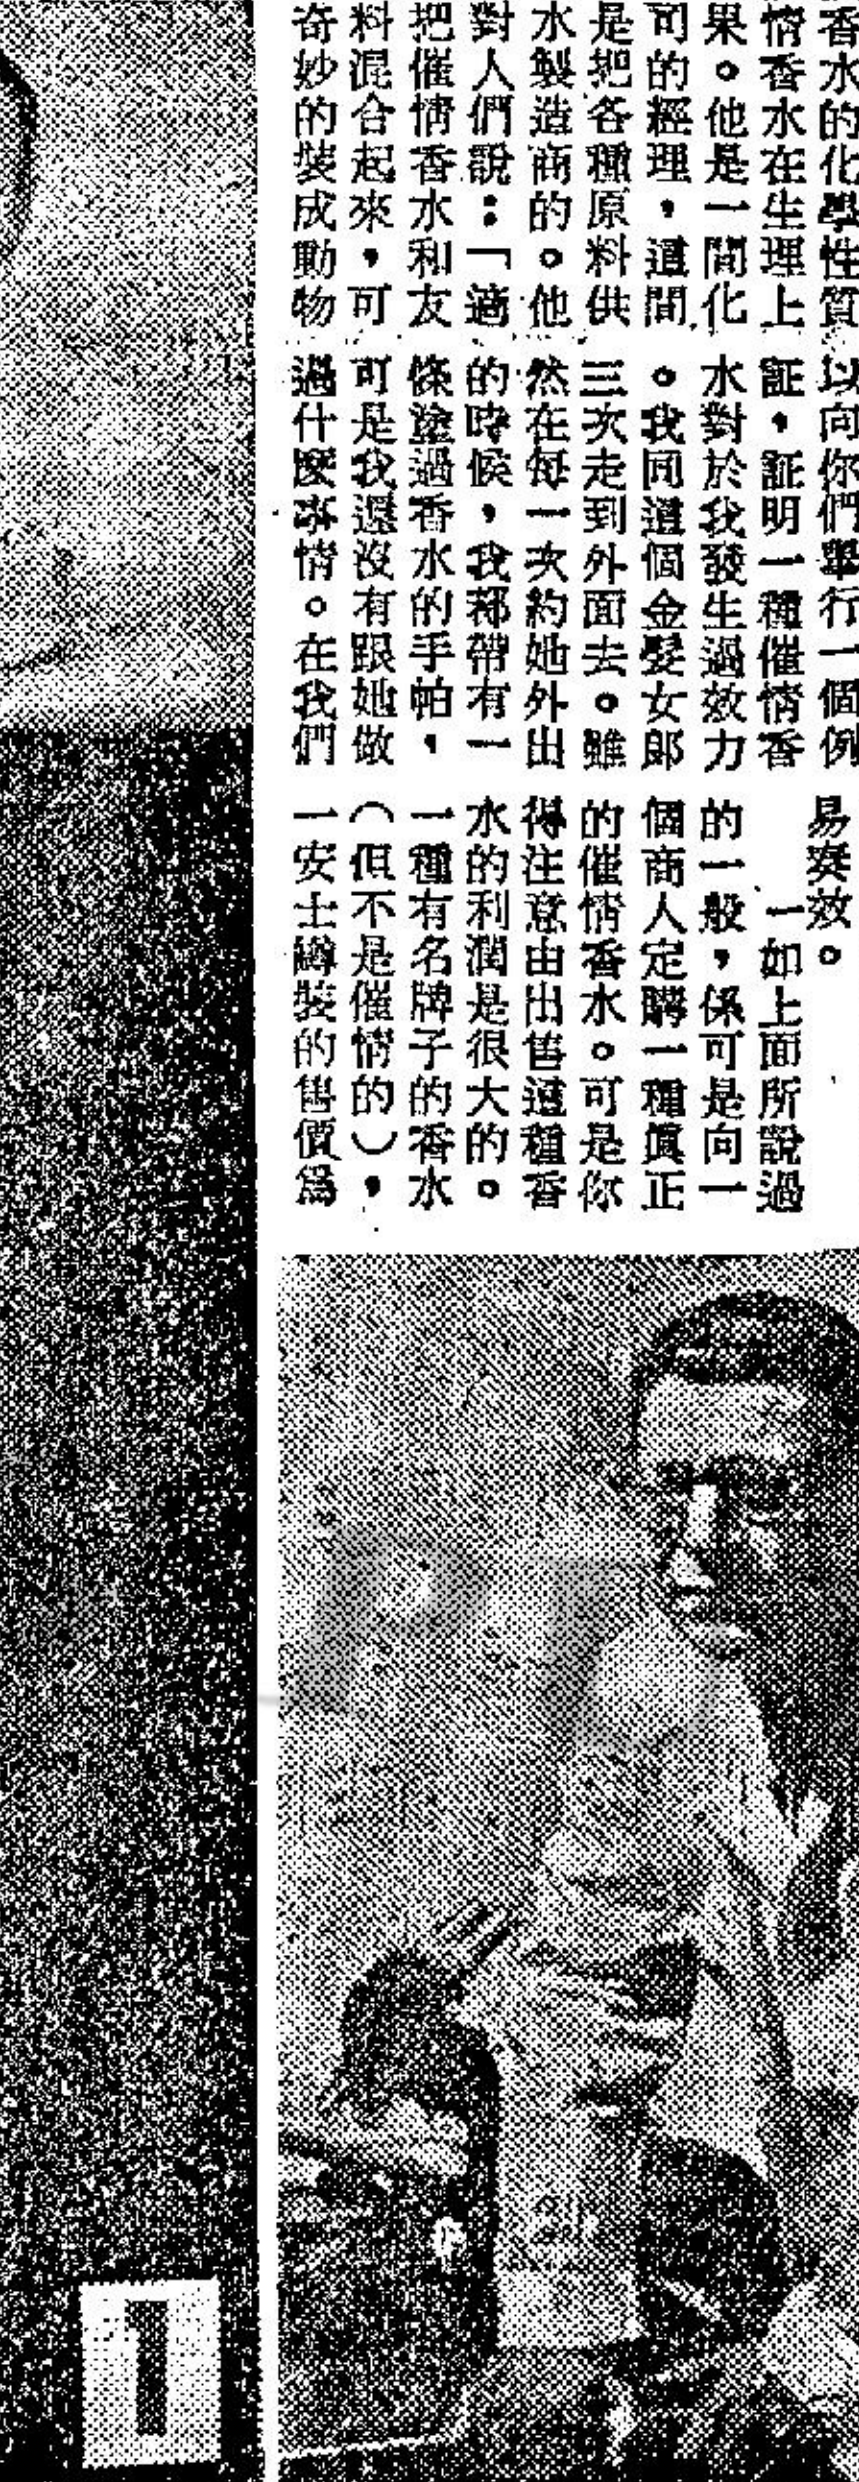 香水的化學性質
情香水在生理上
果。他是一間化
司的經理,這間
是把各種原料供
水製造商的。他
對人們說:「適
把催情香水和友
料混合起來,可
奇妙的裝成動物
以向你們舉行一個例
証,証明一種催情香
水對於我發生過效力
。我同這個金髮女郎
三次走到外面去。雖
然在每一次約她外出
的時候,我都帶有一
條塗過香水的手帕,
可是我還沒有跟她做
過什麼事情。在我們
易奏效。
一如上面所說過
的一般,係可是向一
個商人定購一種眞正
的催情香水。可是你
得注意由出售這種香
水的利潤是很大的。
一種有名牌子的香水
(但不是催情的),
一安士罇裝的售價爲
1